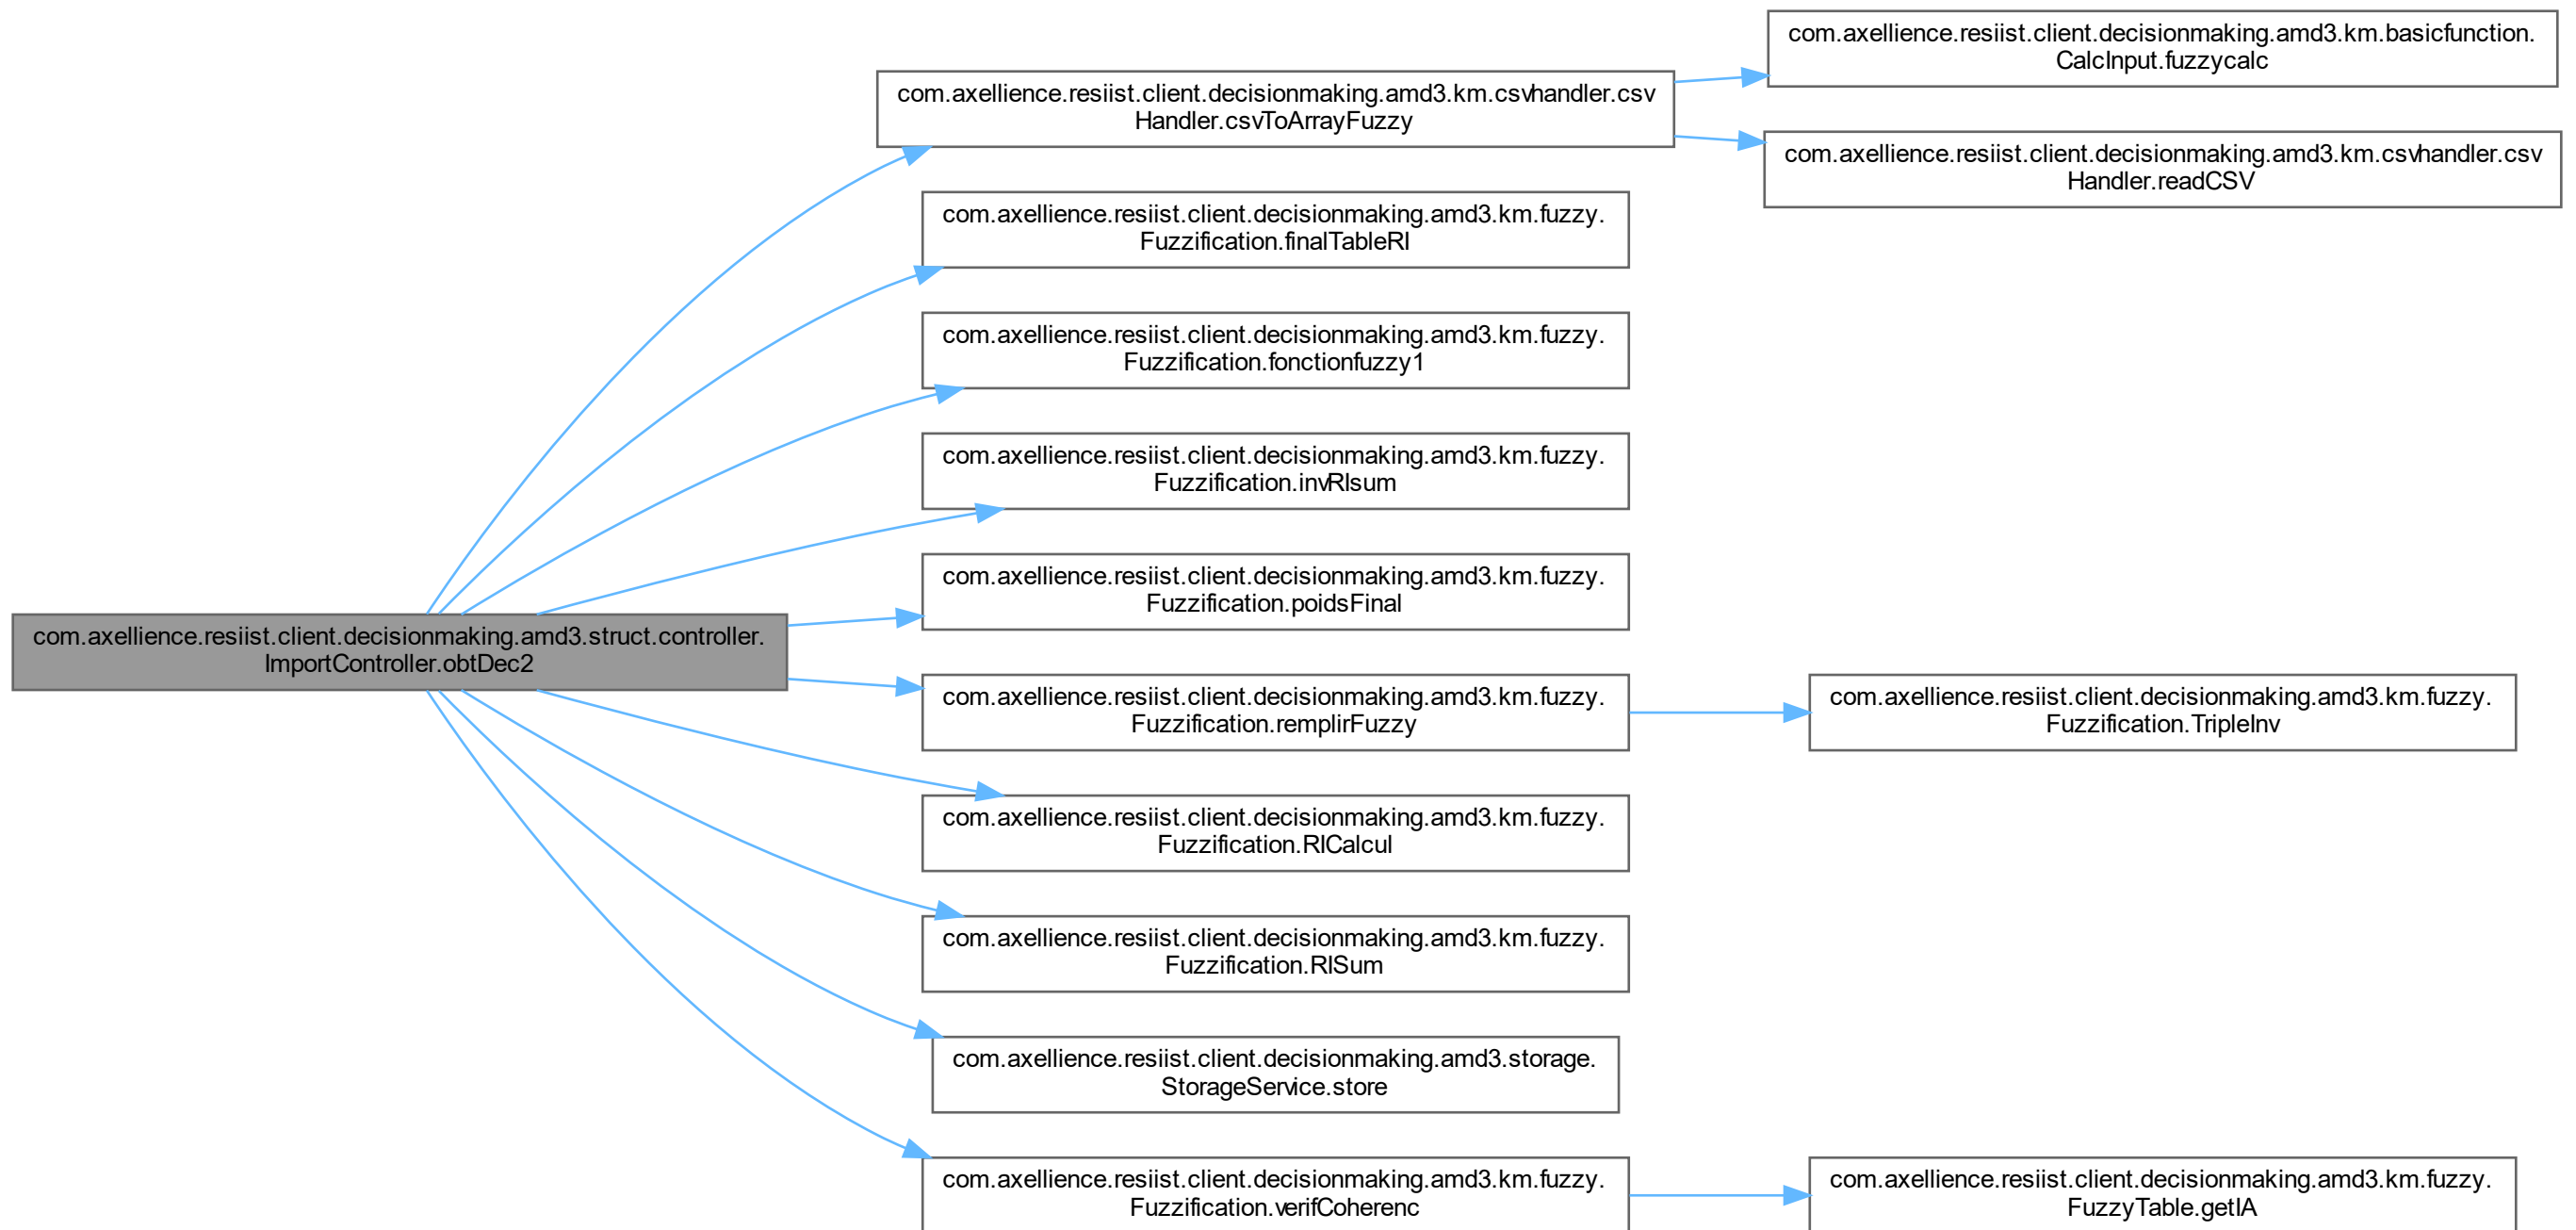 com.axellience.resiist.client.decisionmaking.amd3.struct.controller.
ImportController.obtDec2
com.axellience.resiist.client.decisionmaking.amd3.km.csvhandler.csv
Handler.csvToArrayFuzzy
com.axellience.resiist.client.decisionmaking.amd3.km.basicfunction.
CalcInput.fuzzycalc
com.axellience.resiist.client.decisionmaking.amd3.km.csvhandler.csv
Handler.readCSV
com.axellience.resiist.client.decisionmaking.amd3.km.fuzzy.
Fuzzification.finalTableRI
com.axellience.resiist.client.decisionmaking.amd3.km.fuzzy.
Fuzzification.fonctionfuzzy1
com.axellience.resiist.client.decisionmaking.amd3.km.fuzzy.
Fuzzification.invRIsum
com.axellience.resiist.client.decisionmaking.amd3.km.fuzzy.
Fuzzification.poidsFinal
com.axellience.resiist.client.decisionmaking.amd3.km.fuzzy.
Fuzzification.remplirFuzzy
com.axellience.resiist.client.decisionmaking.amd3.km.fuzzy.
Fuzzification.TripleInv
com.axellience.resiist.client.decisionmaking.amd3.km.fuzzy.
Fuzzification.RICalcul
com.axellience.resiist.client.decisionmaking.amd3.km.fuzzy.
Fuzzification.RISum
com.axellience.resiist.client.decisionmaking.amd3.storage.
StorageService.store
com.axellience.resiist.client.decisionmaking.amd3.km.fuzzy.
Fuzzification.verifCoherenc
com.axellience.resiist.client.decisionmaking.amd3.km.fuzzy.
FuzzyTable.getIA